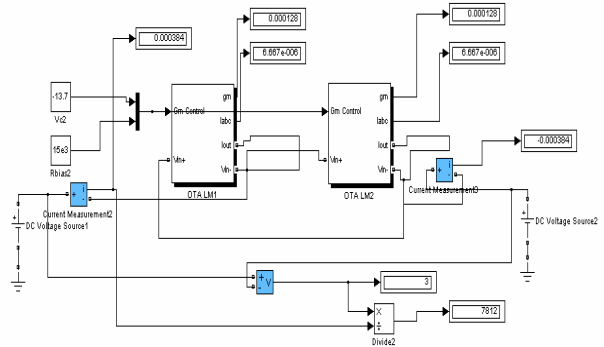 0.000384
0.000128
6.667e-006
0.000128
6.667e-006
-13.7
Vc2
15e3
Rbias2
Gm Control
Vin+
gm
Iabc
Iout
Vin-
OTA LM1
Gm Control
Vin+
gm
Iabc
Iout
Vin-
OTA LM2
-0.000384
+
-
i
Current Measurement2
+
-
i
Current Measurement3
+
DC Voltage Source1
+
DC Voltage Source2
+
-
v
3
×
÷
Divide2
7812